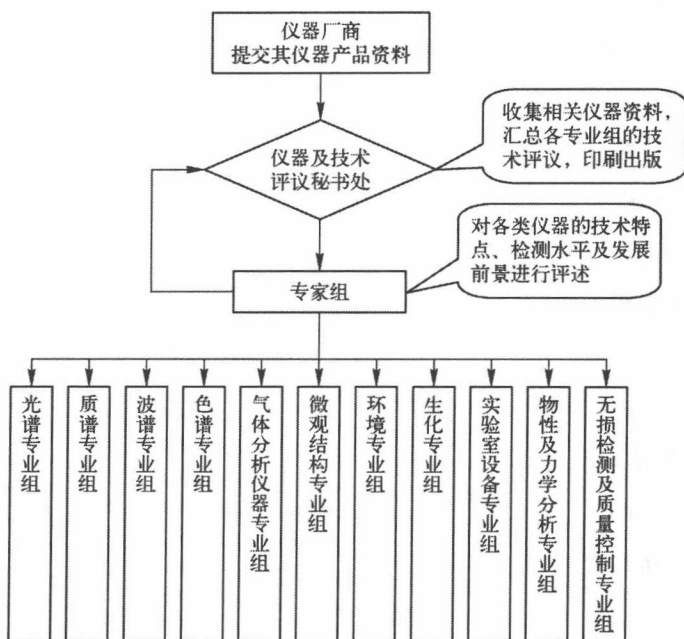 仪器厂商
提交其仪器产品资料
收集相关仪器资料，
汇总各专业组的技
术评议，印刷出版
仪器及技术
评议秘书处
对各类仪器的技术特
点、检测水平及发展
前景进行评述
专家组
光谱专业组
质谱专业组
波谱专业组
色谱专业组
气体分析仪器专业组
微观结构专业组
环境专业组
生化专业组
实验室设备专业组
物性及力学分析专业组
无损检测及质量控制专业组